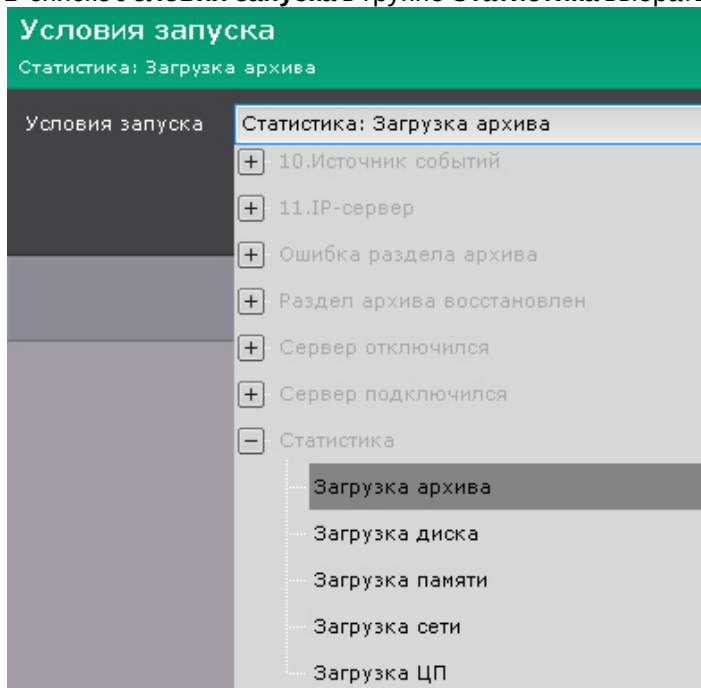 Условия запуска
Статистика: Загрузка архива
Условия запуска
Статистика: Загрузка архива
10.Источник событий
11.IP-сервер
Ошибка раздела архива
Раздел архива восстановлен
Сервер отключился
Сервер подключился
Статистика
Загрузка архива
Загрузка диска
Загрузка памяти
Загрузка сети
Загрузка ЦП